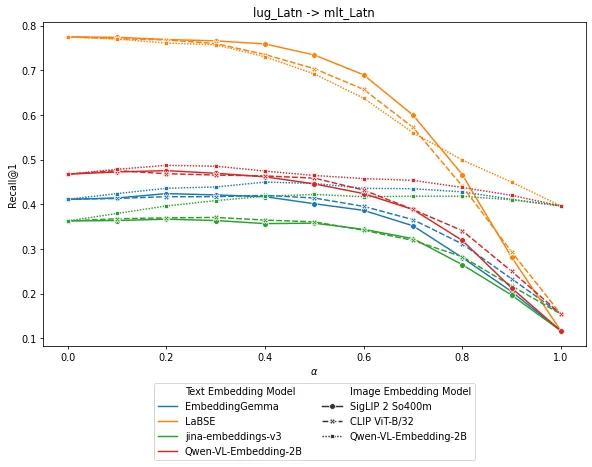 lug_Latn -> mlt_Latn
Recall@1
0.8
0.7
0.6
0.5
0.4
0.3
0.2
0.1
0.0 0.2 0.4 0.6 0.8 1.0
α
Text Embedding Model Image Embedding Model
EmbeddingGemma SigLIP 2 So400m
LaBSE CLIP ViT-B/32
jina-embeddings-v3 Qwen-VL-Embedding-2B
Qwen-VL-Embedding-2B